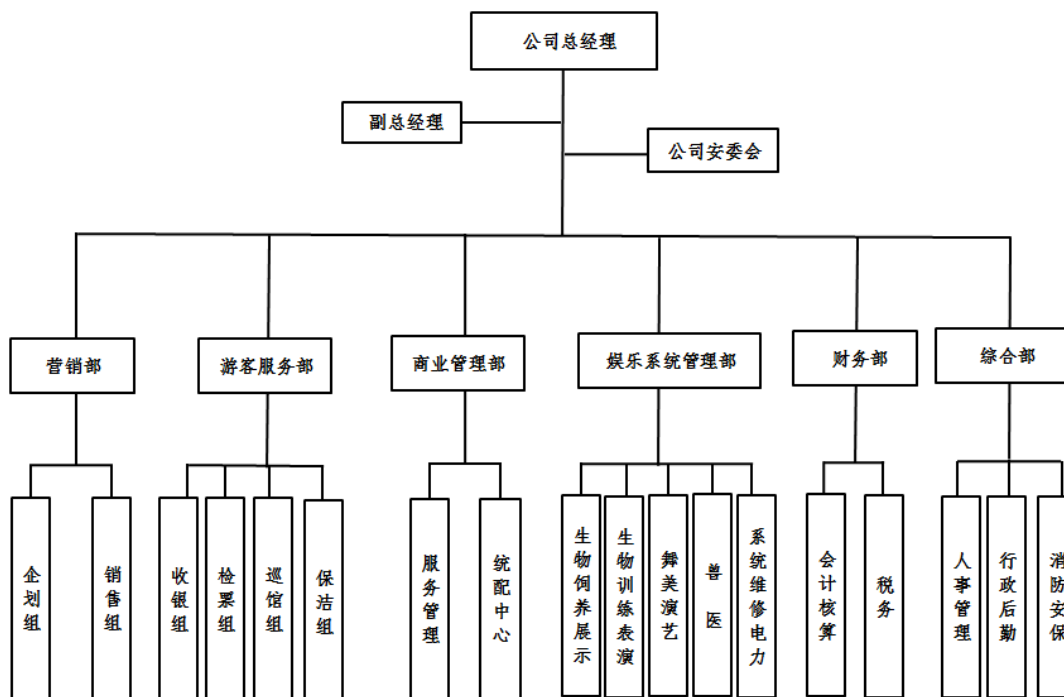 公司总经理
副总经理
公司安委会
营销部
游客服务部
商业管理部
娱乐系统管理部
财务部
综合部
企划组
销售组
收银组
检票组
巡馆组
保洁组
服务管理
统配中心
生物饲养展示
生物训练表演
舞美演艺
兽医
系统维修电力
会计核算
税务
人事管理
行政后勤
消防安保